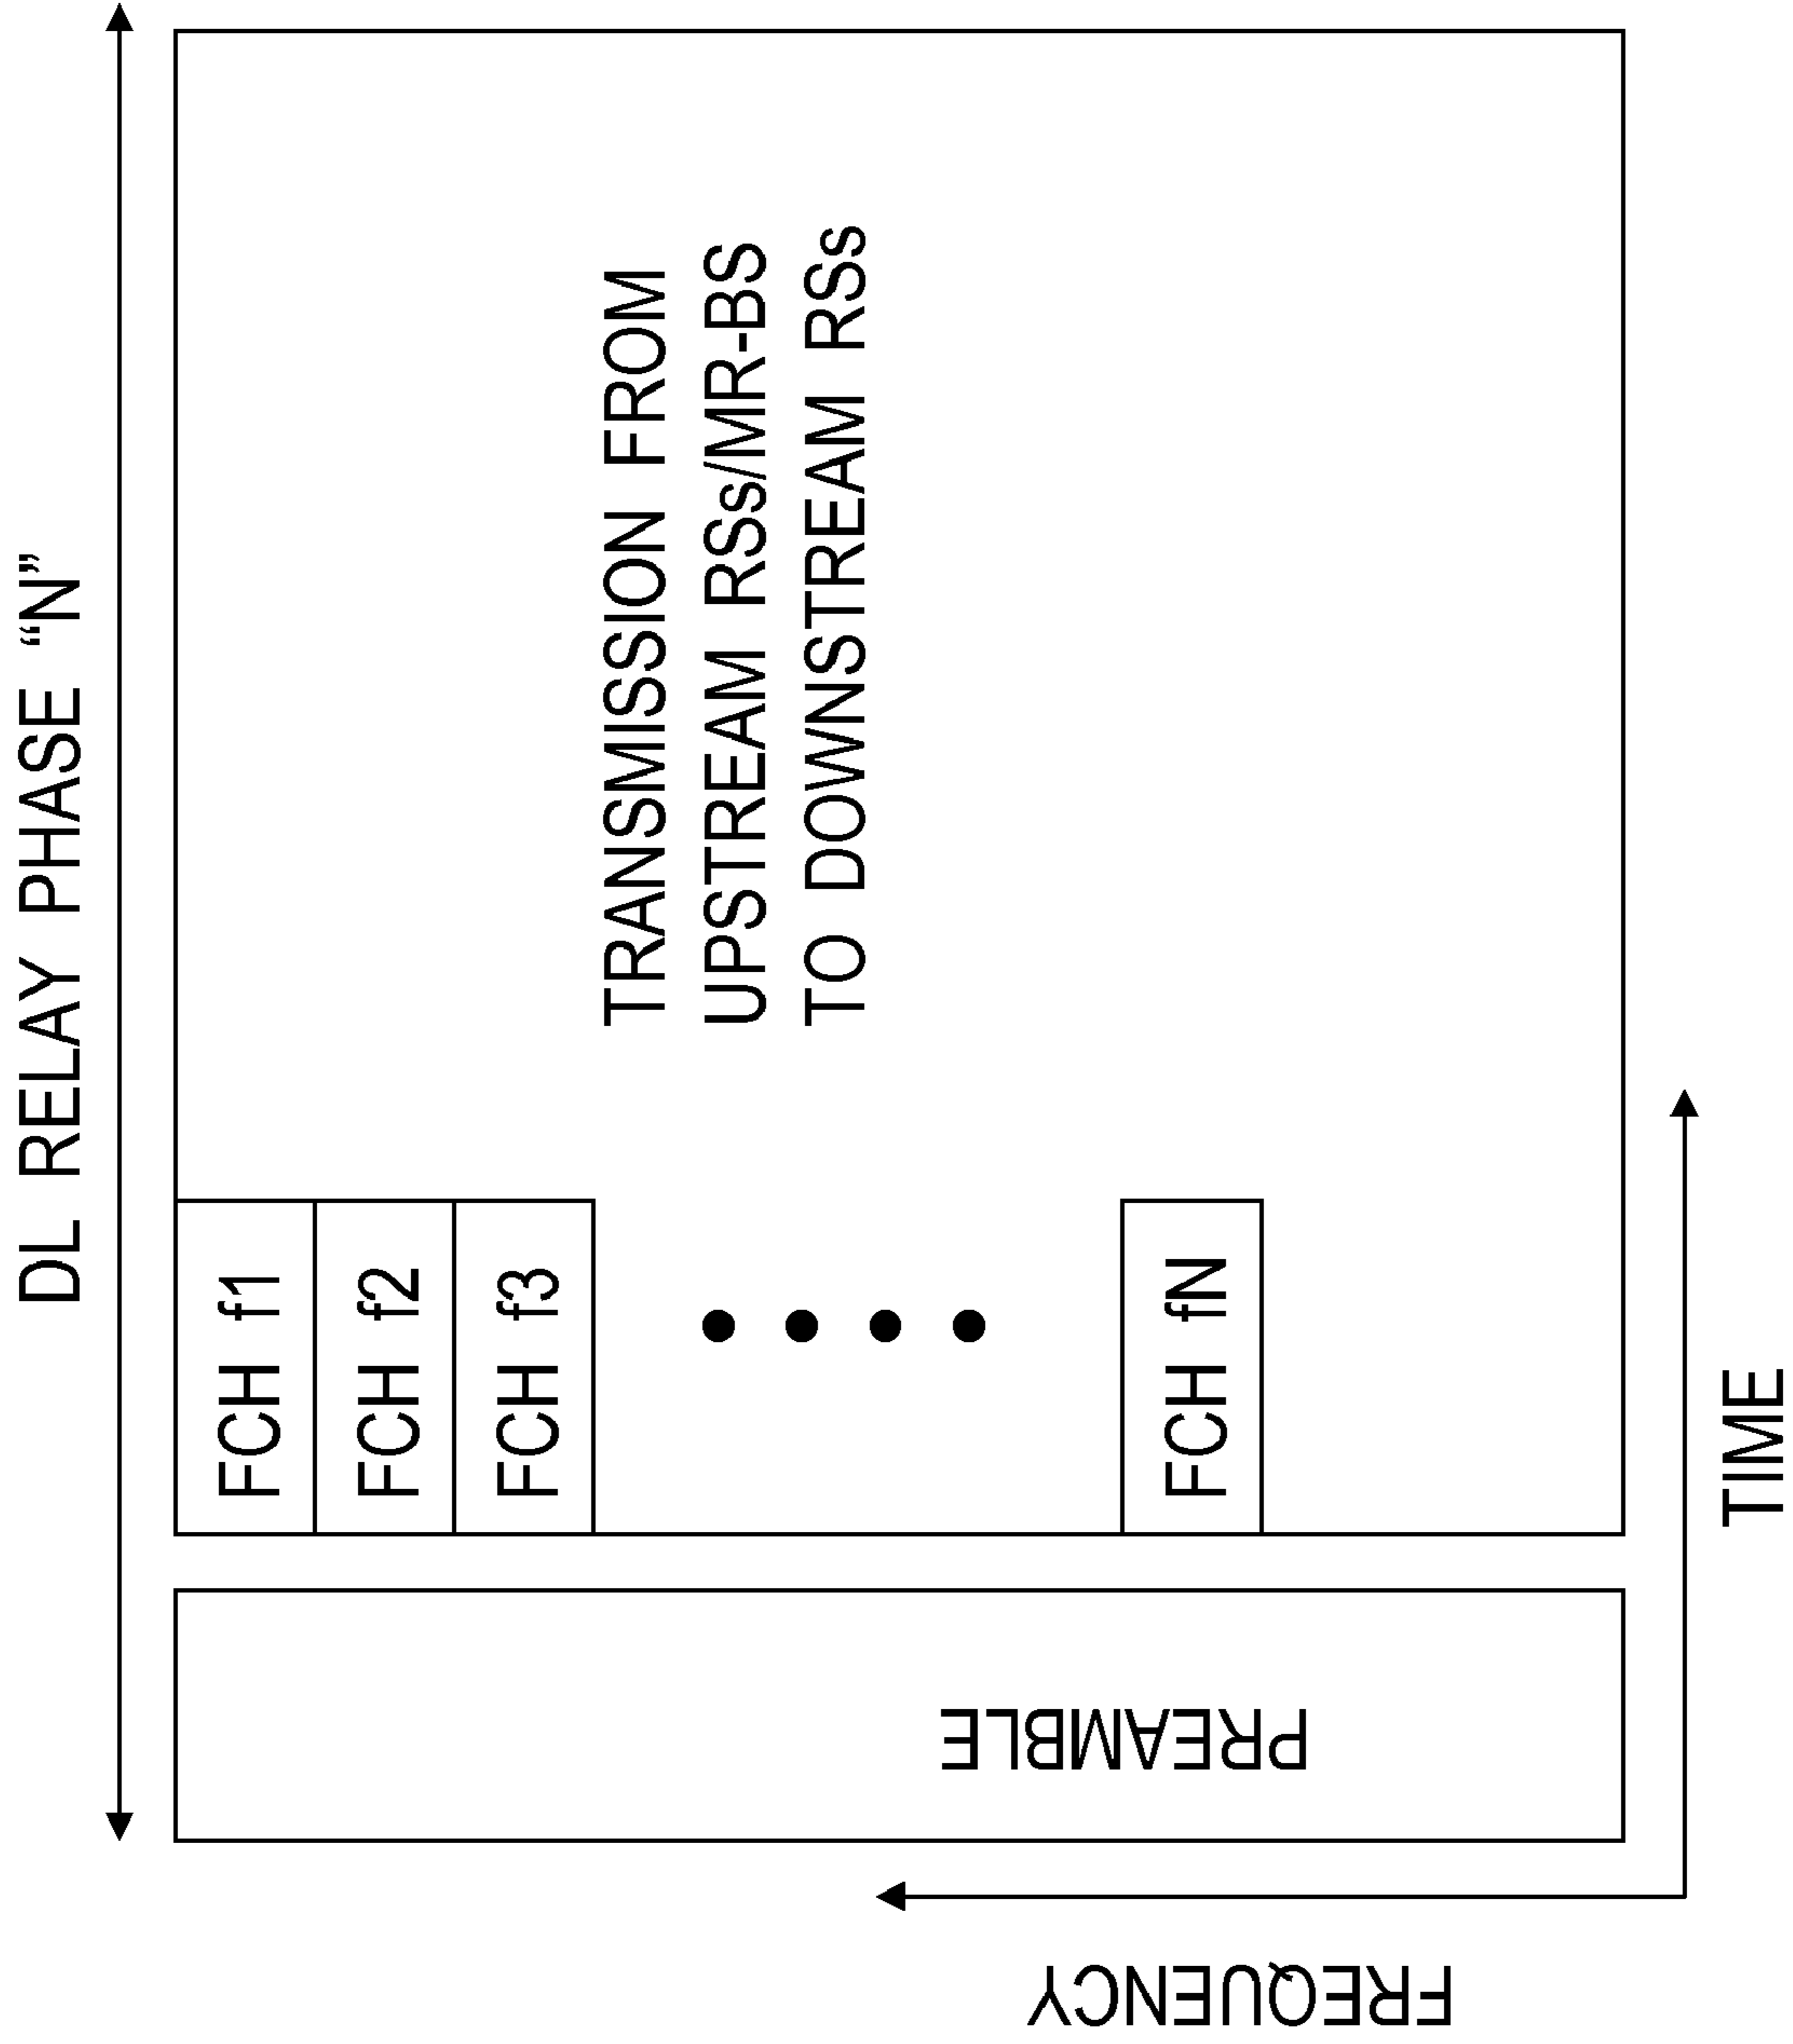 DL RELAY PHASE “N”
FCH f1
FCH f2
FCH f3
FCH fN
TRANSMISSION FROM
UPSTREAM RSs/MR-BS
TO DOWNSTREAM RSs
PREAMBLE
FREQUENCY
TIME